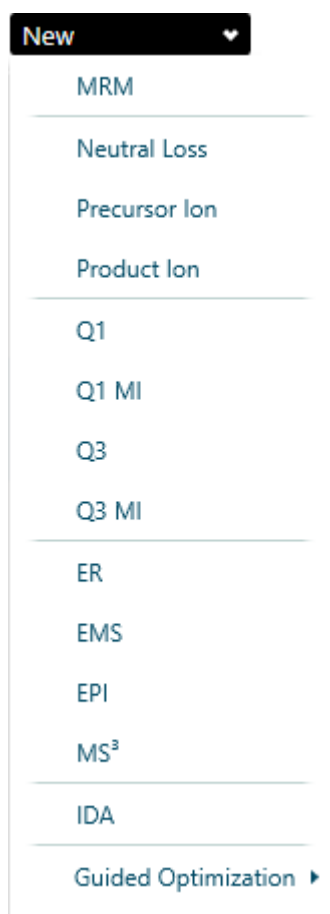 New
MRM
Neutral Loss
Precursor Ion
Product Ion
Q1
Q1 MI
Q3
Q3 MI
ER
EMS
EPI
MS³
IDA
Guided Optimization